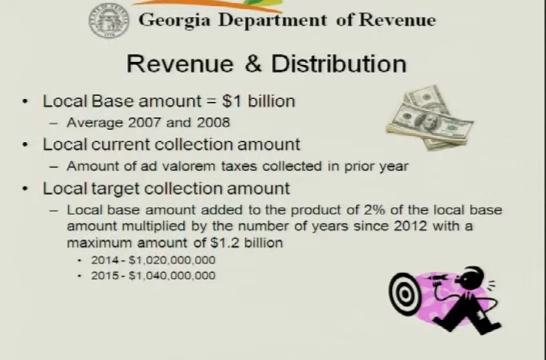 Georgia Department of Revenue
Revenue & Distribution
• Local Base amount = $1 billion
– Average 2007 and 2008
• Local current collection amount
– Amount of ad valorem taxes collected in prior year
• Local target collection amount
– Local base amount added to the product of 2% of the local base
amount multiplied by the number of years since 2012 with a
maximum amount of $1.2 billion
• 2014 - $1,020,000,000
• 2015 - $1,040,000,000